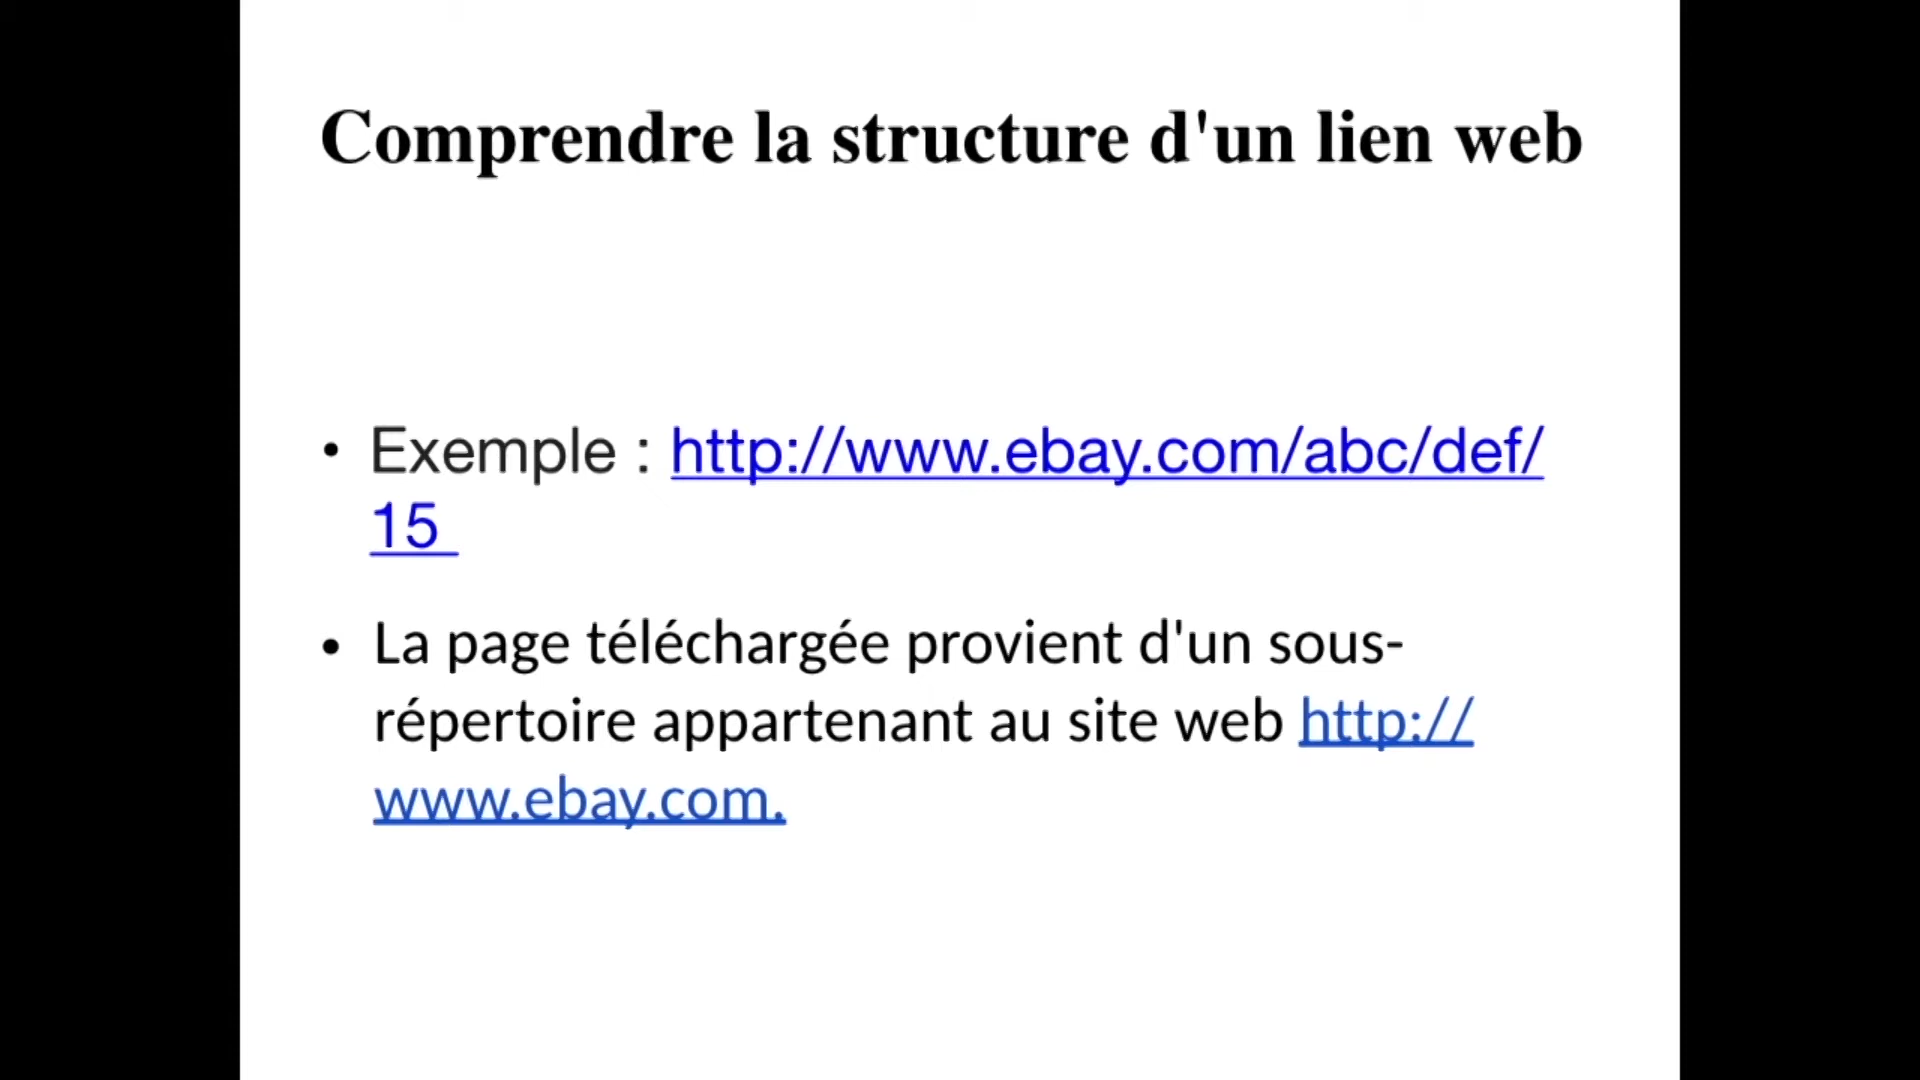 Comprendre la structure d'un lien web
• Exemple : http://www.ebay.com/abc/def/
15
• La page téléchargée provient d'un sous-
répertoire appartenant au site web http://
www.ebay.com.